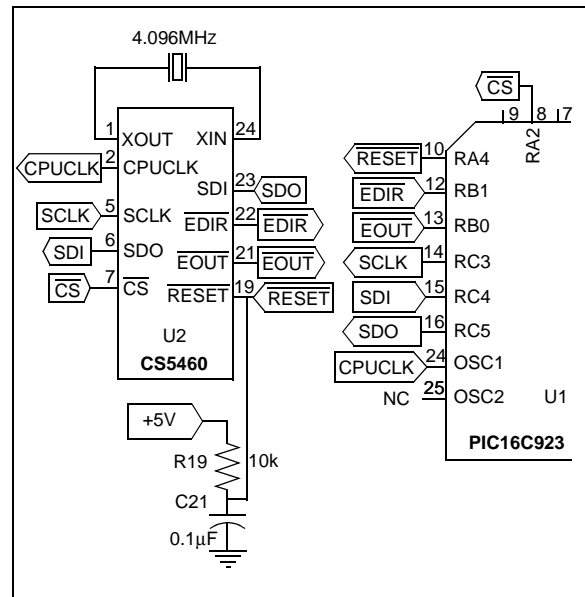 4.096MHz
1 XOUT XIN 24
CPUCLK 2 CPUCLK
SDI 23 SDO
SCLK 5 SCLK
EDIR 22 EDIR
SDI 6 SDO
EOUT 21 EOUT
CS 7 CS
RESET 19 RESET
U2
CS5460
+5V
R19 10k
C21
0.1µF
CS
9 8 7
RA2
RESET 10 RA4
EDIR 12 RB1
EOUT 13 RB0
SCLK 14 RC3
SDI 15 RC4
SDO 16 RC5
CPUCLK 24 OSC1
NC 25 OSC2 U1
PIC16C923